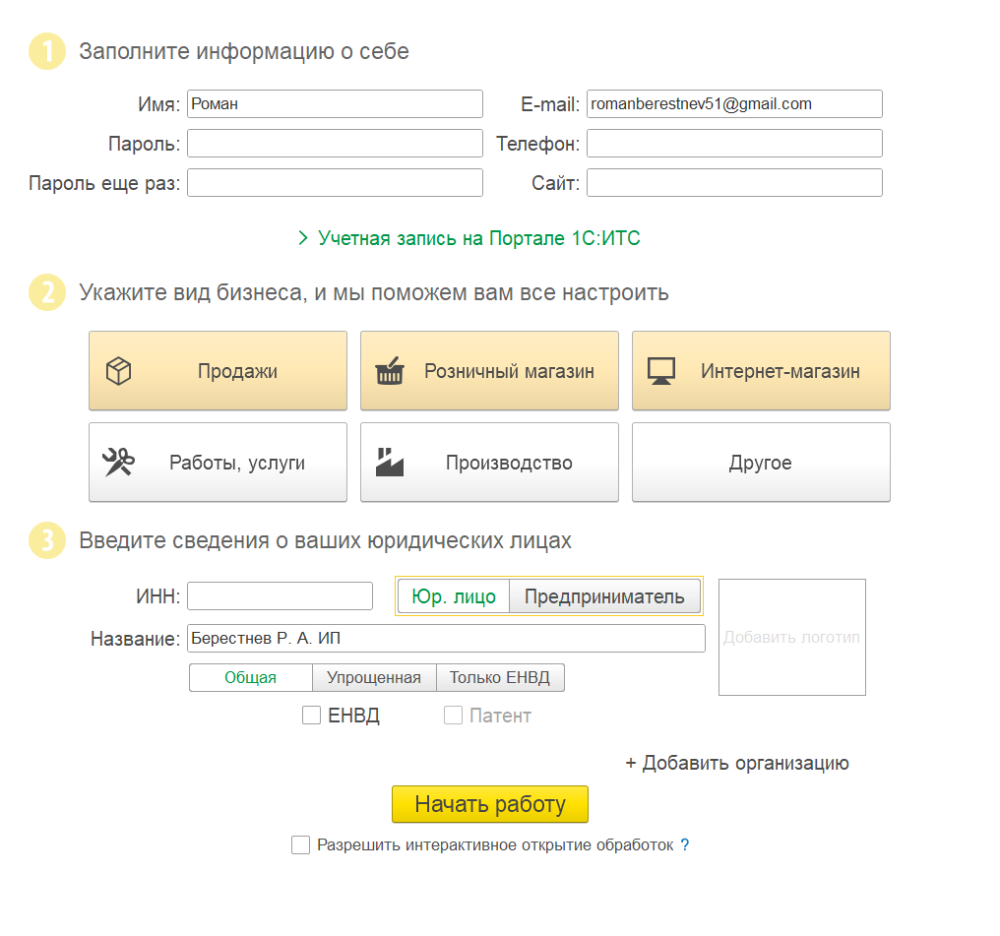 1 Заполните информацию о себе
Имя: Роман E-mail: romanberestnev51@gmail.com
Пароль: Телефон:
Пароль еще раз: Сайт:
Учетная запись на Портале 1С:ИТС
2 Укажите вид бизнеса, и мы поможем вам все настроить
Продажи Розничный магазин Интернет-магазин
Работы, услуги Производство Другое
3 Введите сведения о ваших юридических лицах
ИНН: Юр. лицо Предприниматель
Название: Берестнев Р. А. ИП Добавить логотип
Общая Упрощенная Только ЕНВД
ЕНВД Патент
+ Добавить организацию
Начать работу
Разрешить интерактивное открытие обработок ?